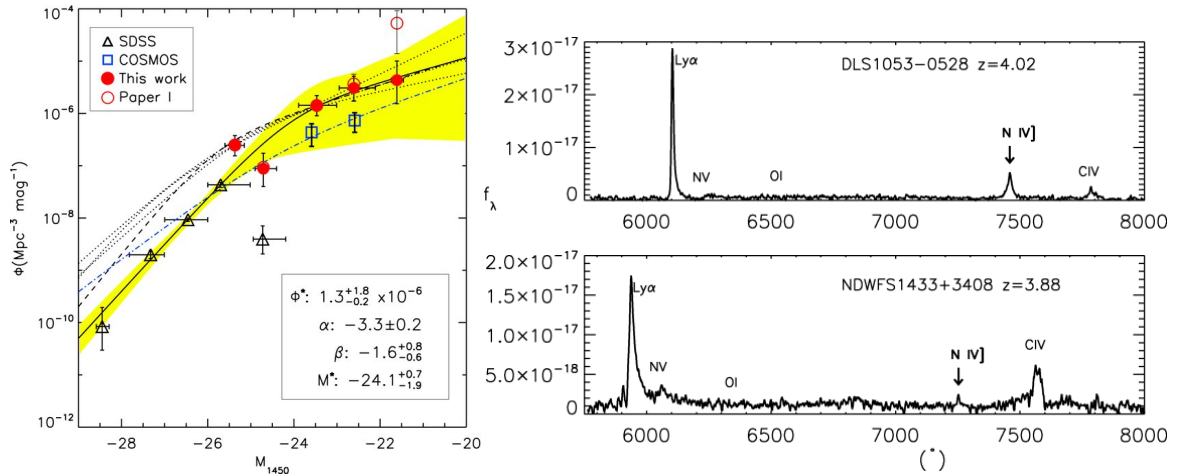 10⁻⁴
10⁻⁶
10⁻⁸
10⁻¹⁰
10⁻¹²
Φ(Mpc⁻³ mag⁻¹)
SDSS
COSMOS
This work
Paper I
Φ*: 1.3 +1.8 −0.2 x10⁻⁶
α: −3.3±0.2
β: −1.6 +0.8 −0.6
M*: −24.1 +0.7 −1.9
−28 −26 −24 −22 −20
M₁₄₅₀
3×10⁻¹⁷
2×10⁻¹⁷
1×10⁻¹⁷
0
Lyα
DLS1053−0528 z=4.02
N IV]
NV
OI
CIV
6000 6500 7000 7500 8000
f_λ
2.0×10⁻¹⁷
1.5×10⁻¹⁷
1.0×10⁻¹⁷
5.0×10⁻¹⁸
0
Lyα
NDWFS1433+3408 z=3.88
N IV]
CIV
NV
OI
6000 6500 7000 7500 8000
(°)